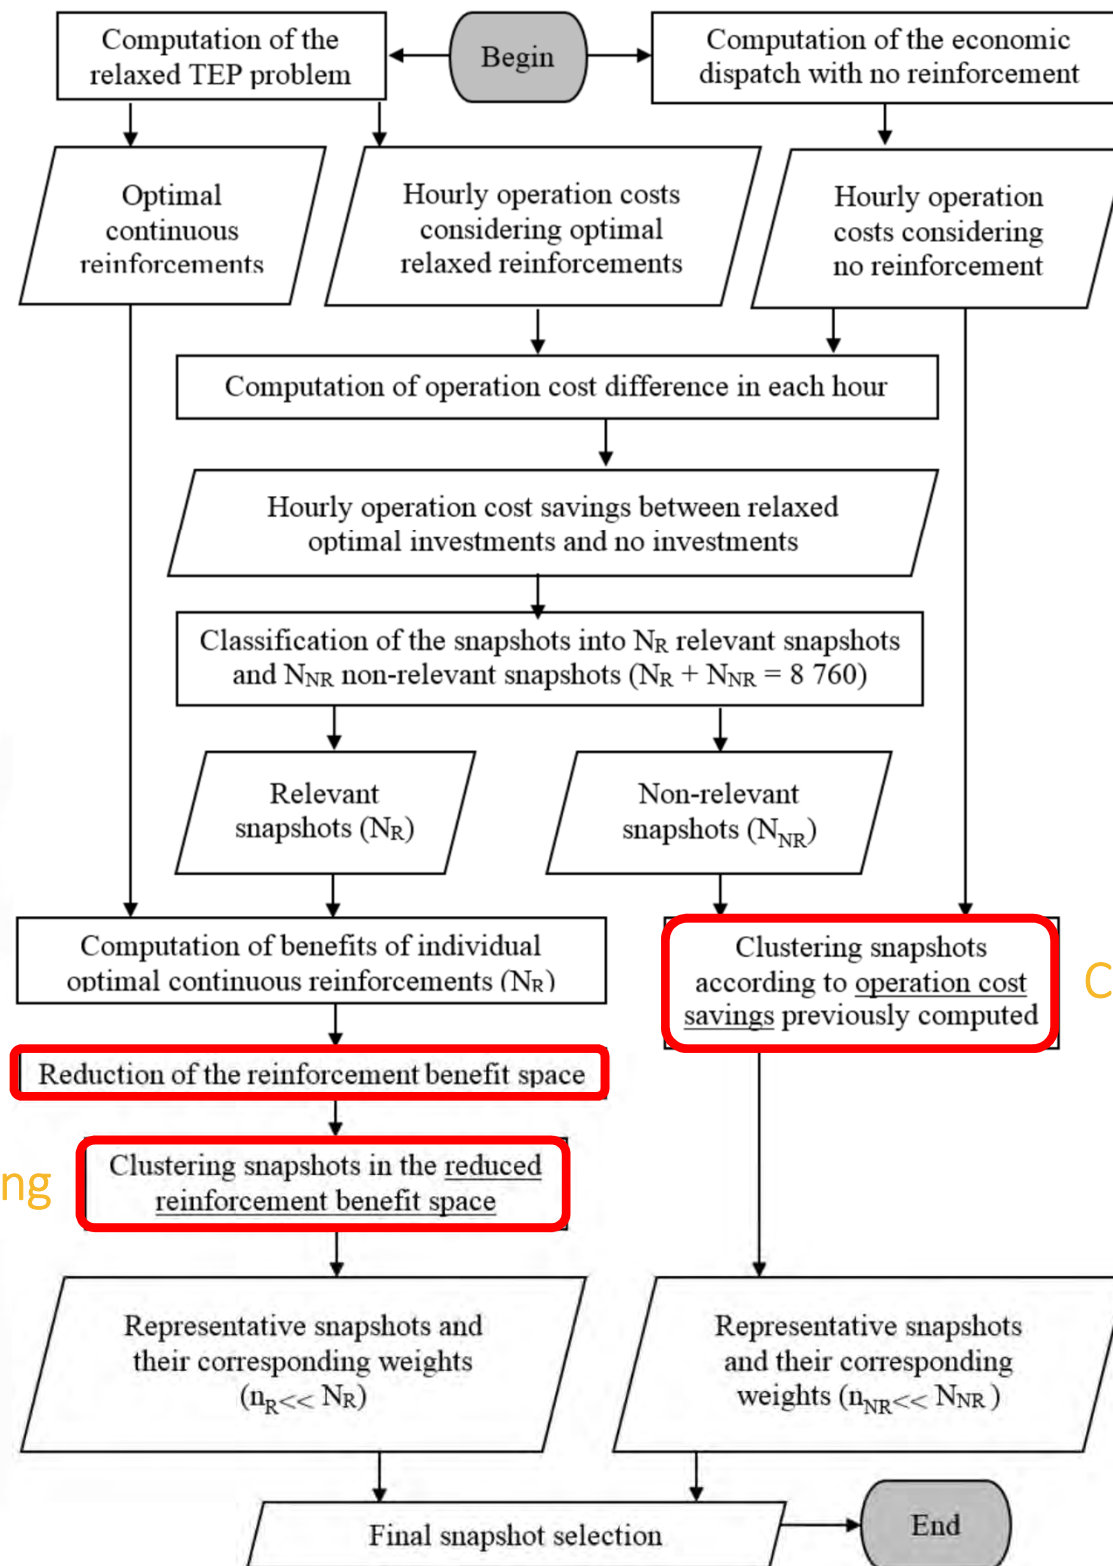 Computation of the
relaxed TEP problem
Begin
Computation of the economic
dispatch with no reinforcement
Optimal
continuous
reinforcements
Hourly operation costs
considering optimal
relaxed reinforcements
Hourly operation
costs considering
no reinforcement
Computation of operation cost difference in each hour
Hourly operation cost savings between relaxed
optimal investments and no investments
Classification of the snapshots into NR relevant snapshots
and NNR non-relevant snapshots (NR + NNR = 8 760)
Relevant
snapshots (NR)
Non-relevant
snapshots (NNR)
Computation of benefits of individual
optimal continuous reinforcements (NR)
Clustering snapshots
according to operation cost
savings previously computed
C
Reduction of the reinforcement benefit space
ng
Clustering snapshots in the reduced
reinforcement benefit space
Representative snapshots and
their corresponding weights
(nR<< NR)
Representative snapshots
and their corresponding
weights (nNR<< NNR )
Final snapshot selection
End